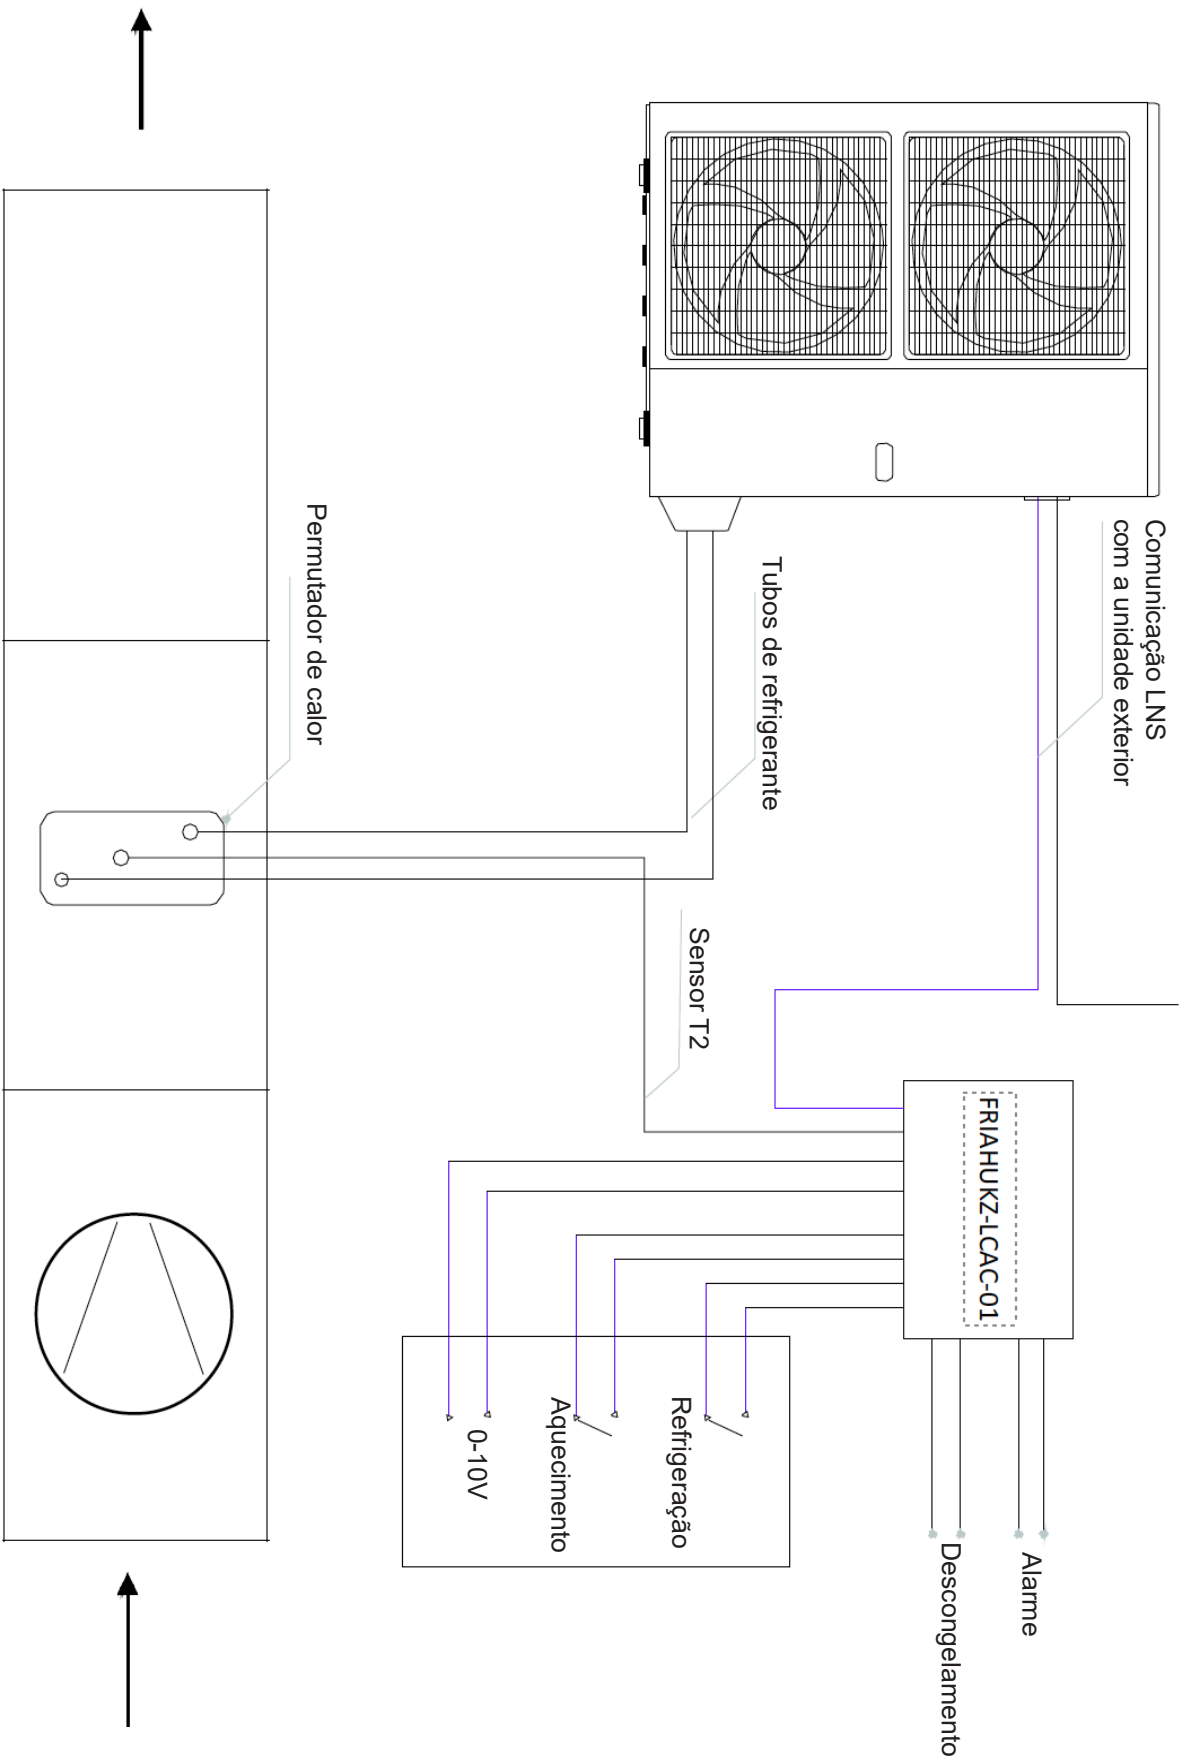 Comunicação LNS
com a unidade exterior
Tubos de refrigerante
Permutador de calor
Sensor T2
FRIAHUKZ-LCAC-01
Alarme
Descongelamento
Refrigeração
Aquecimento
0-10V